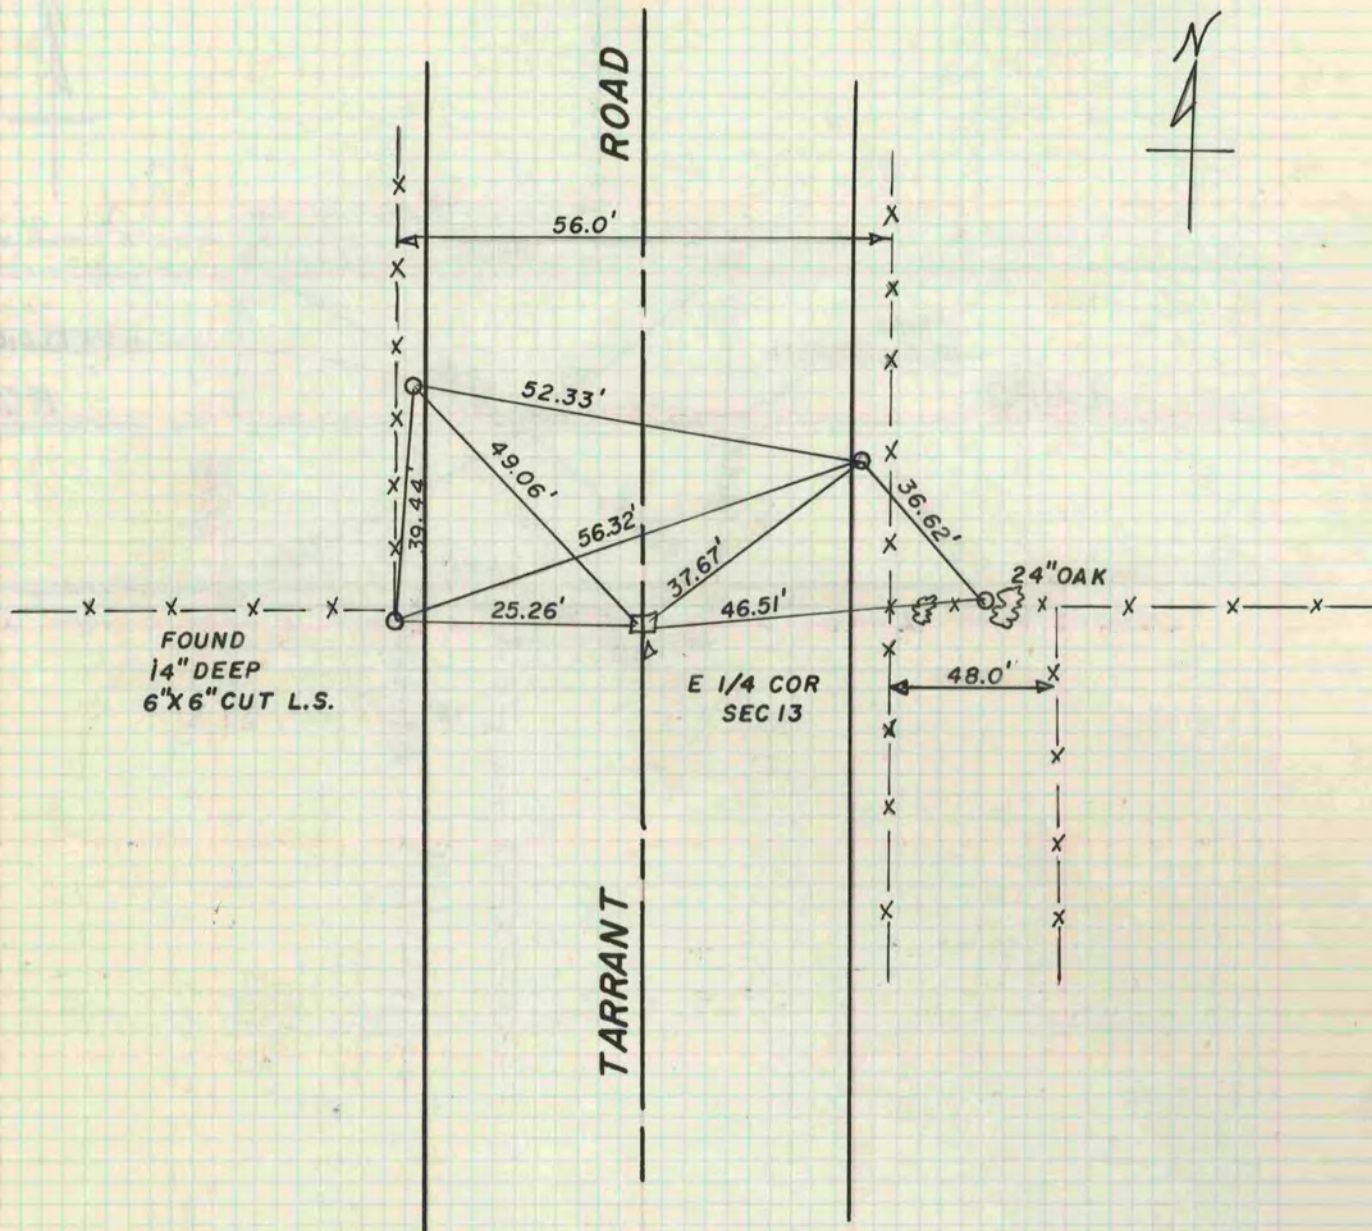 N
ROAD
56.0'
52.33'
49.06'
39.44'
56.32'
37.67'
36.62'
24" OAK
25.26'
46.51'
FOUND
14" DEEP
6"X6" CUT L.S.
E 1/4 COR
SEC 13
48.0'
TARRANT